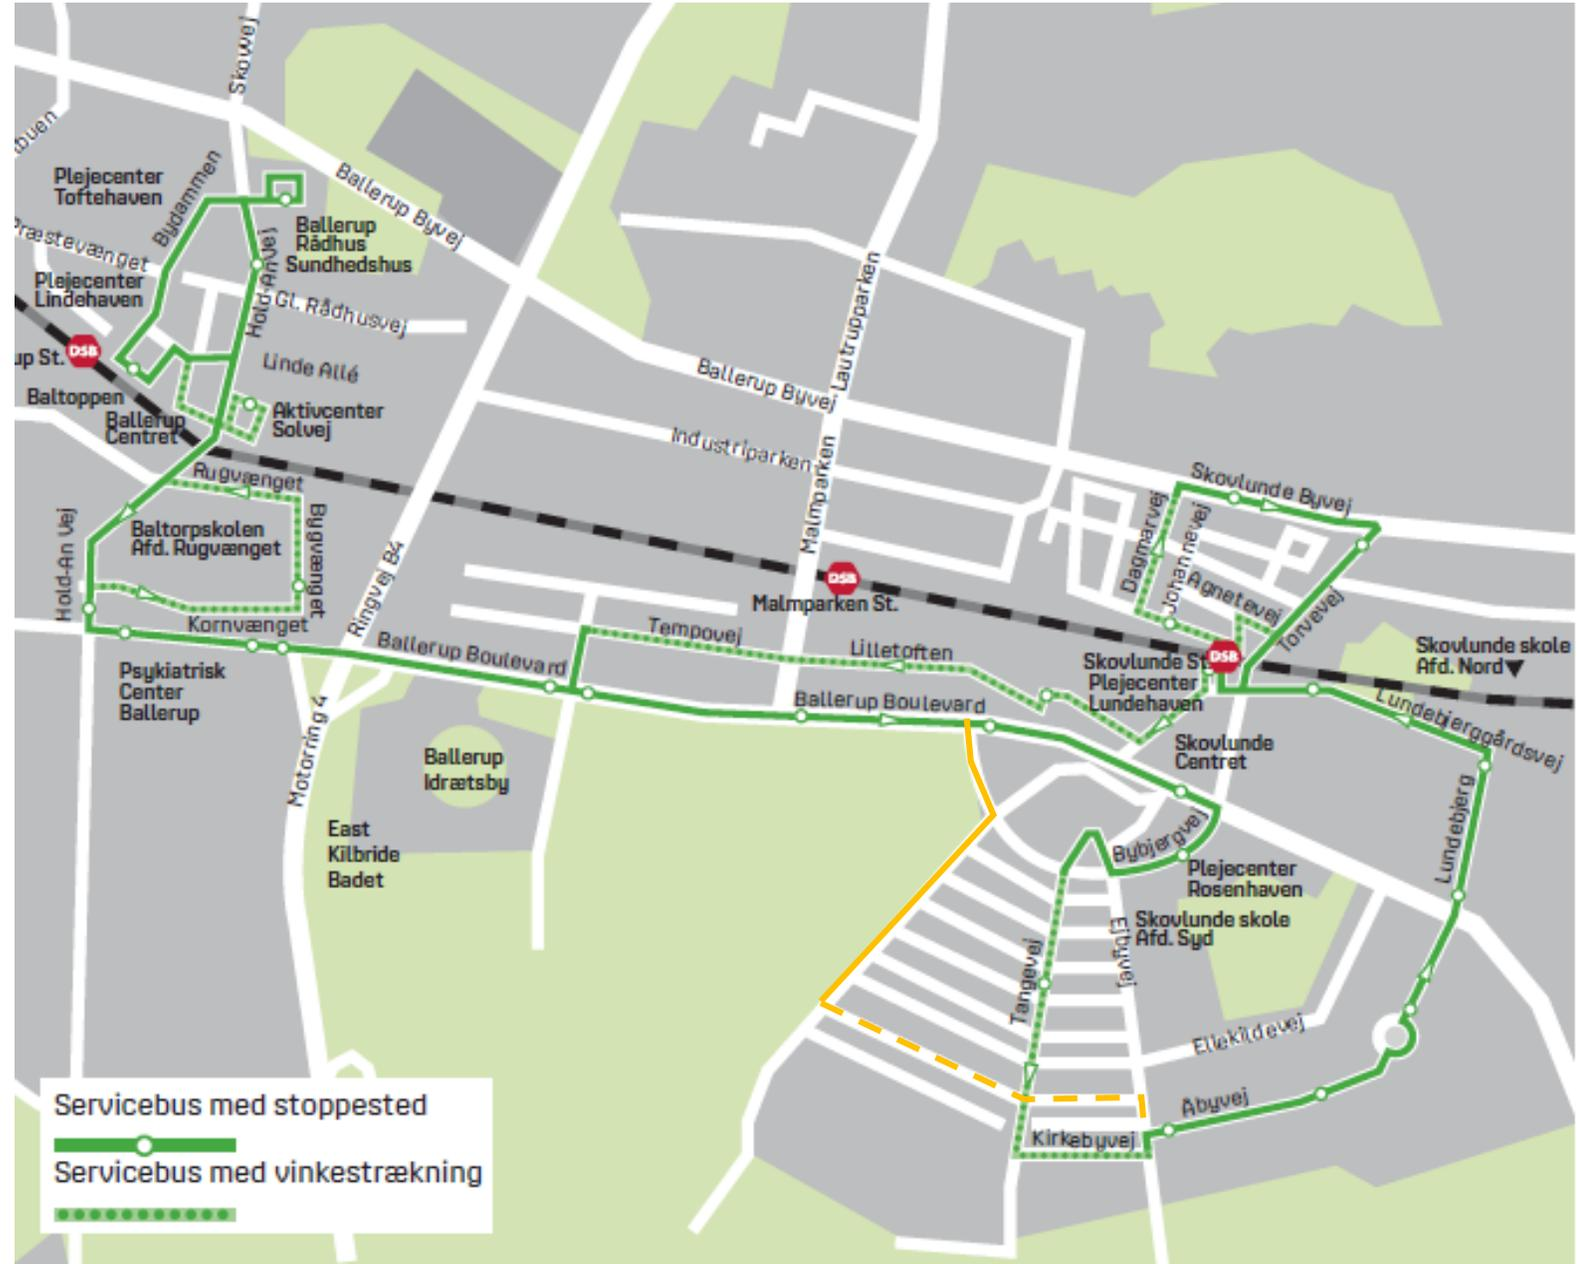 Skovvej
Plejecenter
Toftehaven
Bydammen
Ballerup Byvej
Ballerup
Rådhus
Sundhedshus
Præstevænget
Plejecenter
Lindehaven
Hold-An Vej
Gl. Rådhusvej
DSB
up St.
Linde Allé
Baltoppen
Ballerup
Centret
Aktivcenter
Solvej
Lautrupparken
Ballerup Byvej
Industriparken
Malmparken
Rugvænget
Bygvænget
Baltorpskolen
Afd. Rugvænget
Hold-An Vej
Kornvænget
Ringvej B4
Skovlunde Byvej
Dagmarvej
Johannevej
Agnetevej
Torvevej
DSB
Malmparken St.
Tempovej
Lilletoften
Ballerup Boulevard
Ballerup Boulevard
DSB
Skovlunde St.
Plejecenter
Lundehaven
Skovlunde skole
Afd. Nord
Lundebjerggårdsvej
Skovlunde
Centret
Psykiatrisk
Center
Ballerup
Motorring 4
Ballerup
Idrætsby
East
Kilbride
Badet
Lundebjerg
Bybjergvej
Plejecenter
Rosenhaven
Skovlunde skole
Afd. Syd
Ejbyvej
Tangevej
Ellekildevej
Åbyvej
Kirkebyvej
Servicebus med stoppested
Servicebus med vinkestrækning